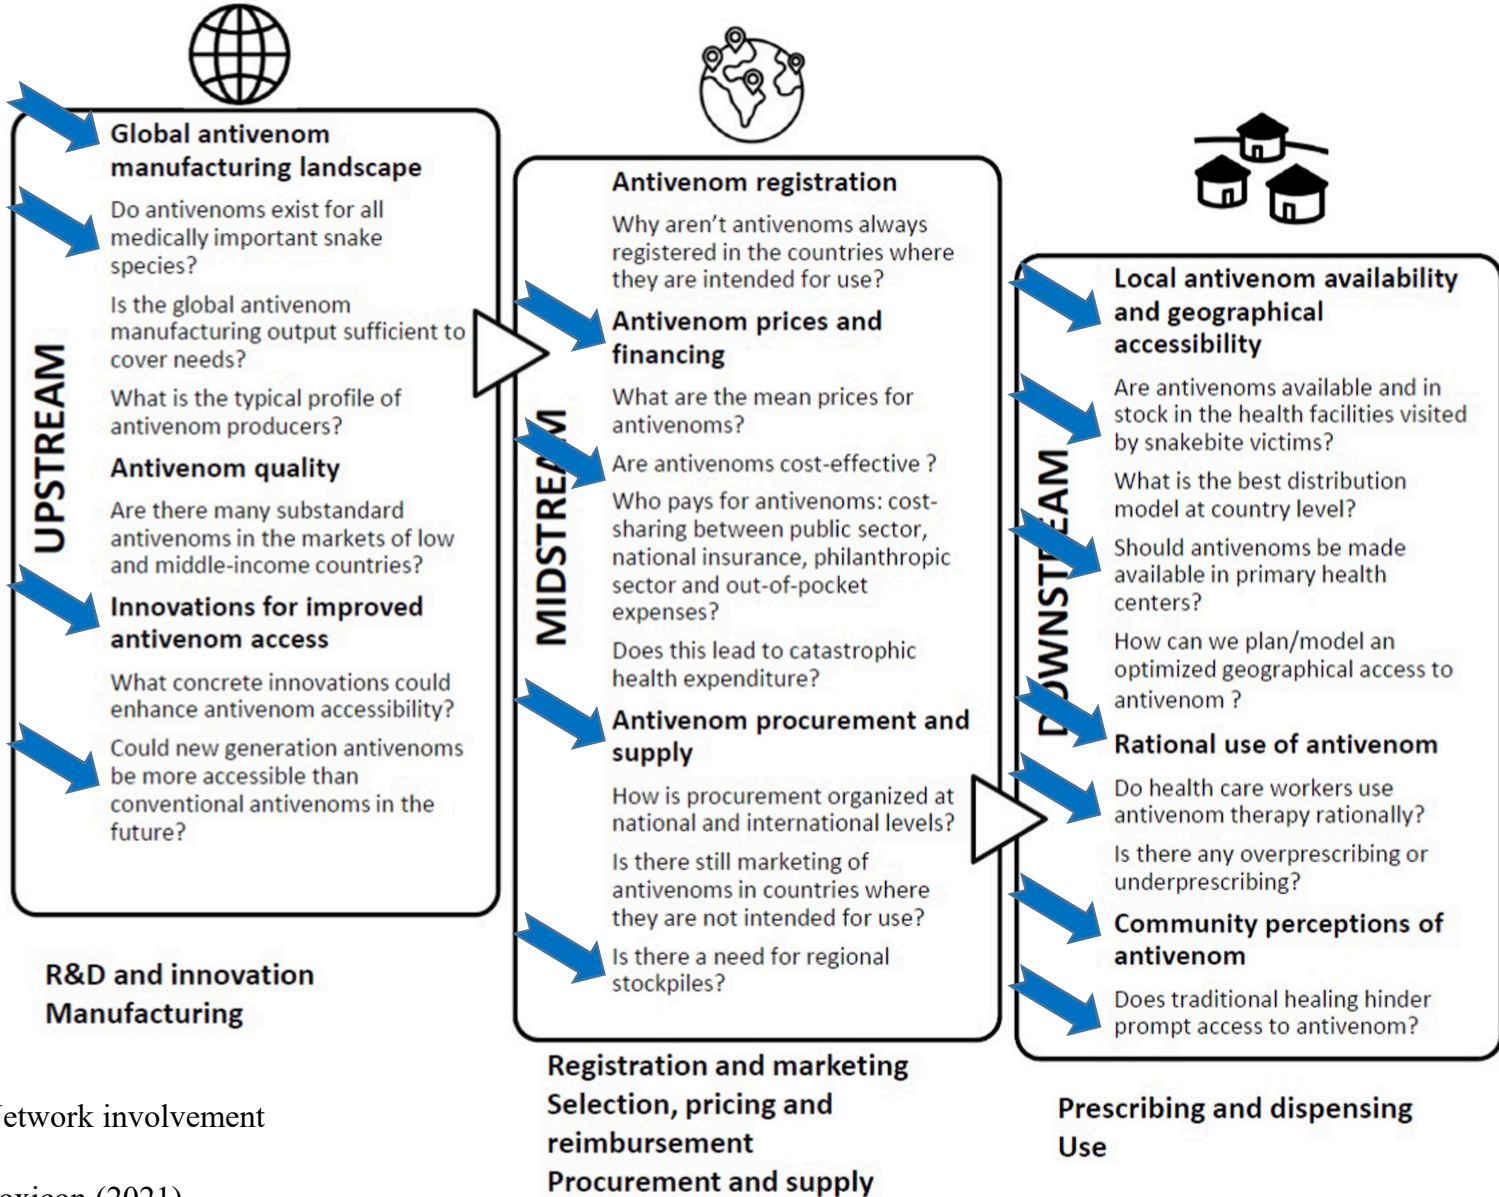 UPSTREAM
Global antivenom
manufacturing landscape
Do antivenoms exist for all
medically important snake
species?
Is the global antivenom
manufacturing output sufficient to
cover needs?
What is the typical profile of
antivenom producers?
Antivenom quality
Are there many substandard
antivenoms in the markets of low
and middle-income countries?
Innovations for improved
antivenom access
What concrete innovations could
enhance antivenom accessibility?
Could new generation antivenoms
be more accessible than
conventional antivenoms in the
future?
R&D and innovation
Manufacturing
MIDSTREAM
Antivenom registration
Why aren't antivenoms always
registered in the countries where
they are intended for use?
Antivenom prices and
financing
What are the mean prices for
antivenoms?
Are antivenoms cost-effective ?
Who pays for antivenoms: cost-
sharing between public sector,
national insurance, philanthropic
sector and out-of-pocket
expenses?
Does this lead to catastrophic
health expenditure?
Antivenom procurement and
supply
How is procurement organized at
national and international levels?
Is there still marketing of
antivenoms in countries where
they are not intended for use?
Is there a need for regional
stockpiles?
Registration and marketing
Selection, pricing and
reimbursement
Procurement and supply
DOWNSTREAM
Local antivenom availability
and geographical
accessibility
Are antivenoms available and in
stock in the health facilities visited
by snakebite victims?
What is the best distribution
model at country level?
Should antivenoms be made
available in primary health
centers?
How can we plan/model an
optimized geographical access to
antivenom ?
Rational use of antivenom
Do health care workers use
antivenom therapy rationally?
Is there any overprescribing or
underprescribing?
Community perceptions of
antivenom
Does traditional healing hinder
prompt access to antivenom?
Prescribing and dispensing
Use
involvement
(2021)